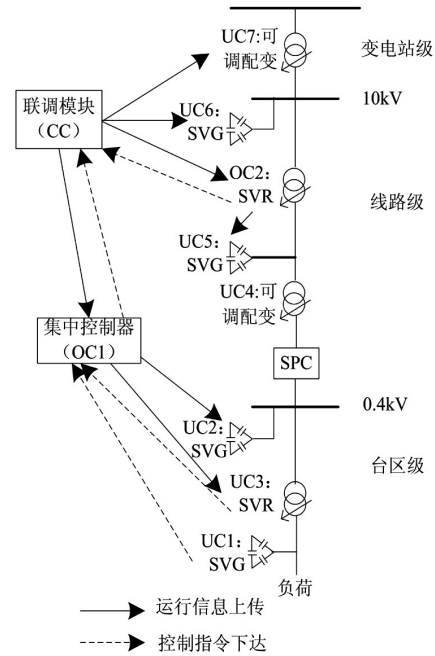 UC7:可
调配变
变电站级
联调模块
（CC）
10kV
UC6：
SVG
OC2：
SVR
线路级
UC5：
SVG
UC4:可
调配变
集中控制器
（OC1）
SPC
0.4kV
UC2：
SVG
台区级
UC3：
SVR
UC1：
SVG
负荷
运行信息上传
控制指令下达